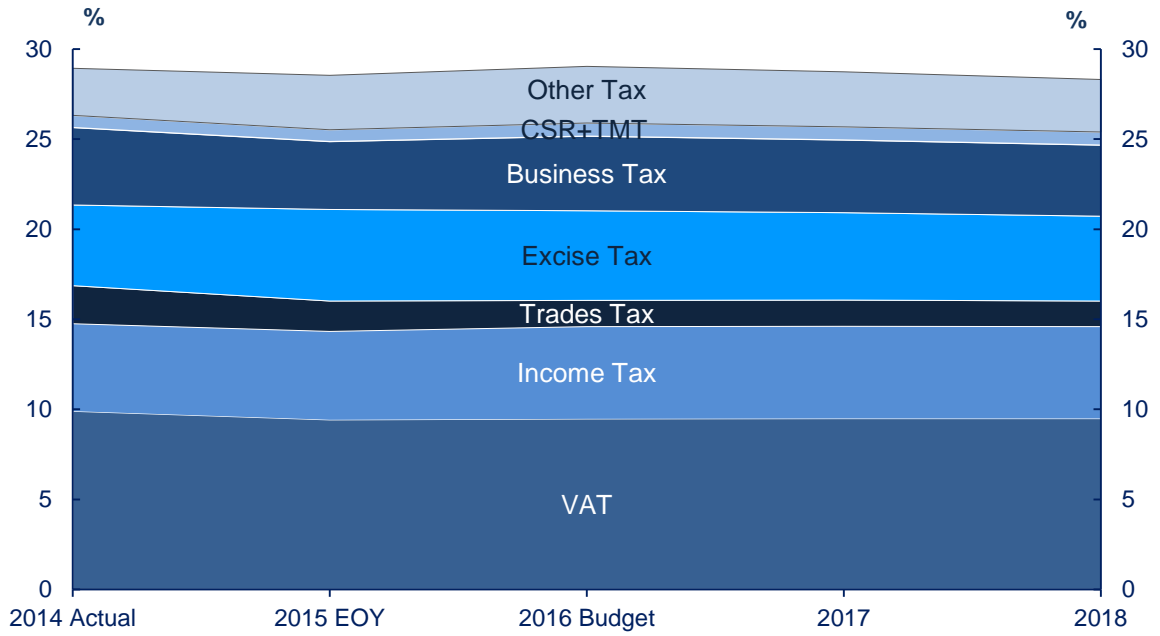 % %
30 30
Other Tax
CSR+TMT
25 25
Business Tax
20 20
Excise Tax
Trades Tax
15 15
Income Tax
10 10
VAT
5 5
0 0
2014 Actual 2015 EOY 2016 Budget 2017 2018